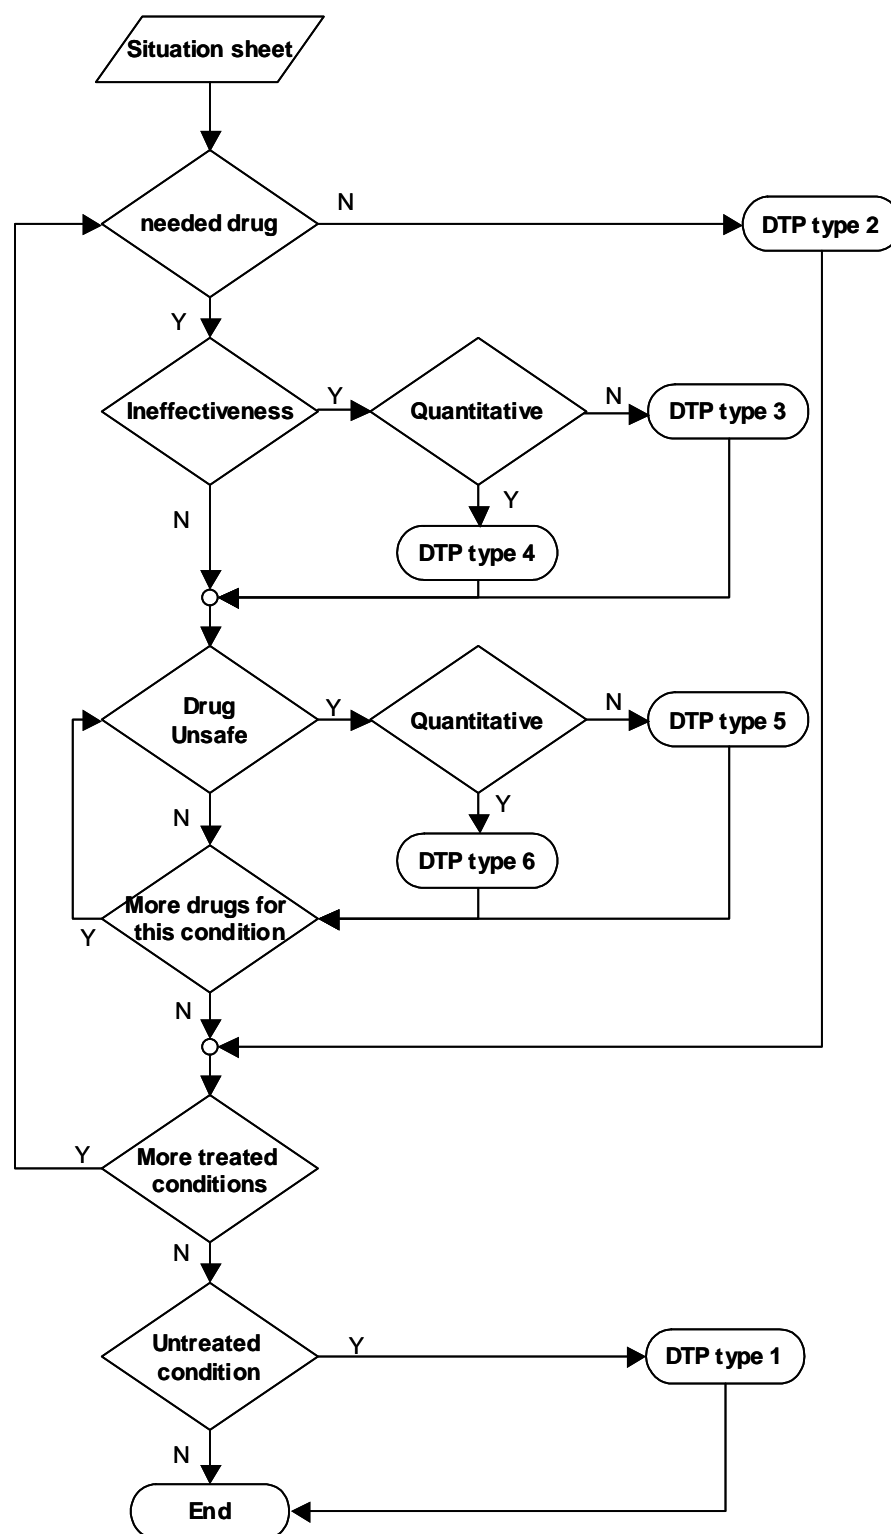 Situation sheet
needed drug
N
DTP type 2
Y
Ineffectiveness
Y
Quantitative
N
DTP type 3
N
Y
DTP type 4
Drug
Unsafe
Y
Quantitative
N
DTP type 5
N
Y
DTP type 6
More drugs for
this condition
Y
N
More treated
conditions
Y
N
Untreated
condition
Y
DTP type 1
N
End